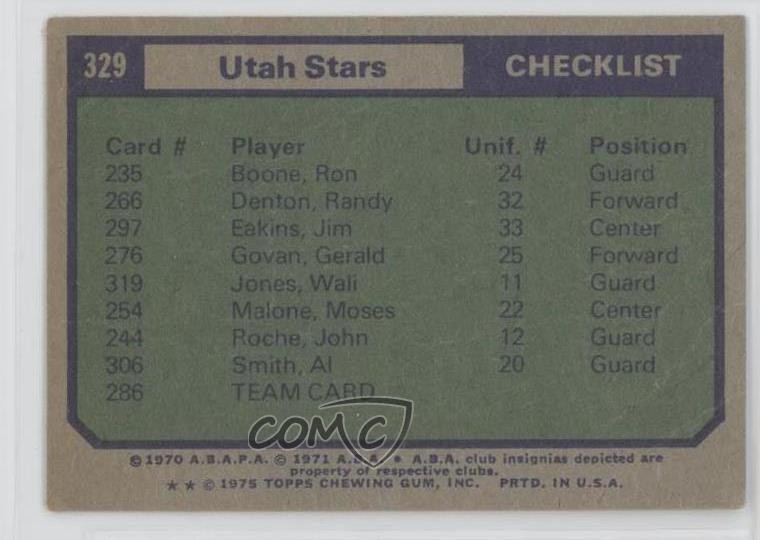 329 Utah Stars CHECKLIST
Card # Player Unif. # Position
235 Boone, Ron 24 Guard
266 Denton, Randy 32 Forward
297 Eakins, Jim 33 Center
276 Govan, Gerald 25 Forward
319 Jones, Wali 11 Guard
254 Malone, Moses 22 Center
244 Roche, John 12 Guard
306 Smith, Al 20 Guard
286 TEAM CARD
COMC
© 1970 A.B.A.P.A. © 1971 A.B.A. • A.B.A. club insignias depicted are
property of respective clubs.
★ ★ © 1975 TOPPS CHEWING GUM, INC. PRTD. IN U.S.A.